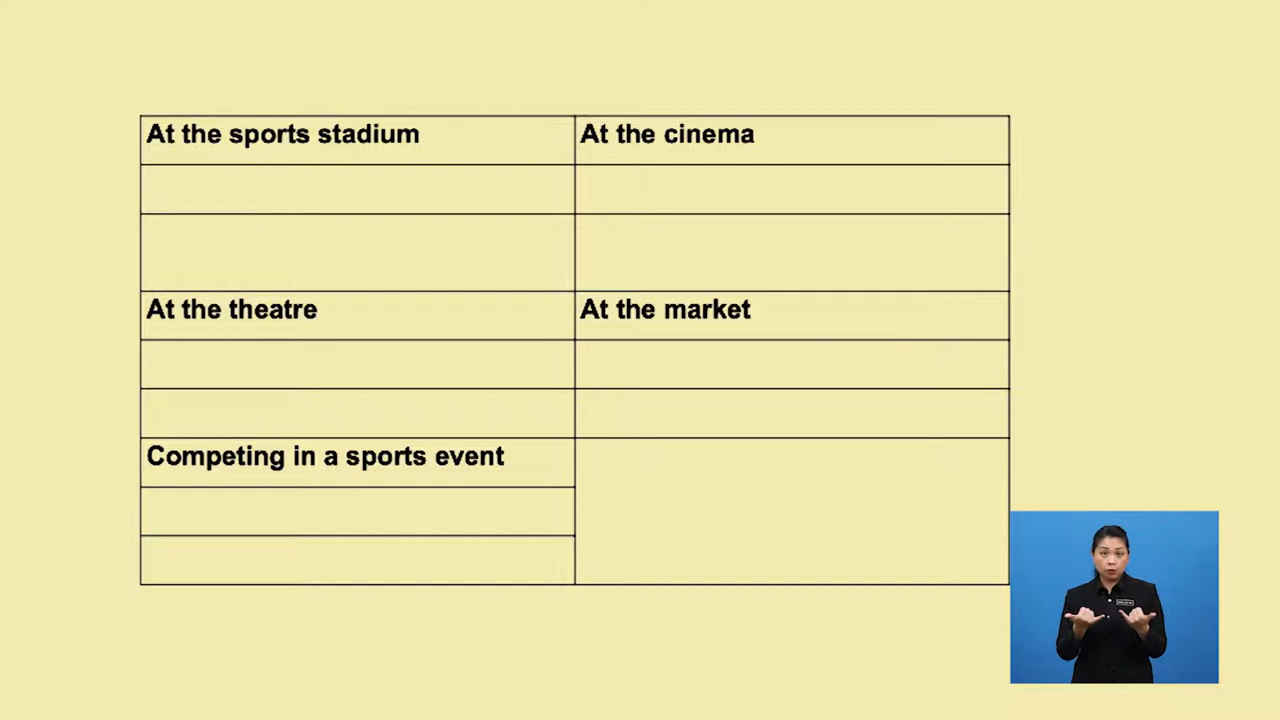 At the sports stadium
At the cinema
At the theatre
At the market
Competing in a sports event